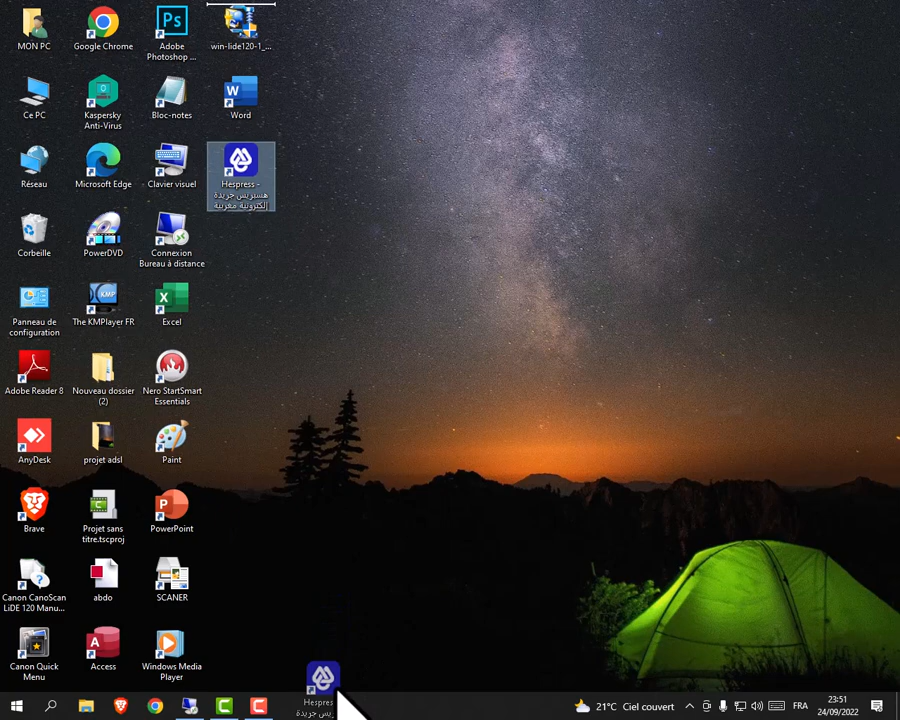 MON PC
Google Chrome
Ps
Adobe
Photoshop ...
win-lide120-1_...
Ce PC
Kaspersky
Anti-Virus
Bloc-notes
W
Word
Réseau
Microsoft Edge
Clavier visuel
Hespress -
هسبريس جريدة
إلكترونية مغربية
Corbeille
PowerDVD
Connexion
Bureau à distance
Panneau de
configuration
KMP
The KMPlayer FR
X
Excel
Adobe Reader 8
Nouveau dossier
(2)
Nero StartSmart
Essentials
AnyDesk
projet adsl
Paint
Brave
Projet sans
titre.tscproj
P
PowerPoint
Canon CanoScan
LiDE 120 Manu...
abdo
SCANER
Canon Quick
Menu
A
Access
Windows Media
Player
Hespress
هسبريس جريدة
21°C Ciel couvert
FRA
23:51
24/09/2022